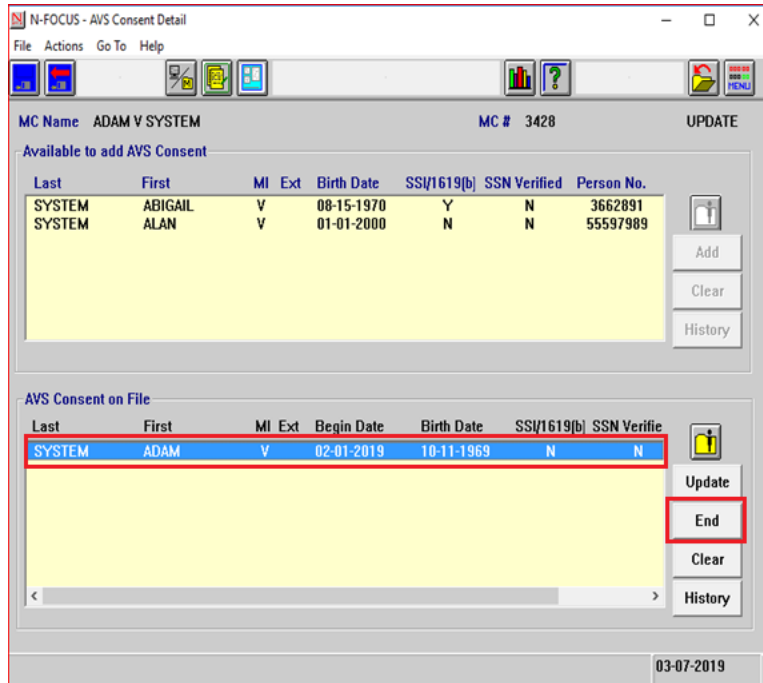 N-FOCUS - AVS Consent Detail
File Actions Go To Help
MENU
MC Name ADAM V SYSTEM MC # 3428 UPDATE
Available to add AVS Consent
Last First MI Ext Birth Date SSI/1619(b) SSN Verified Person No.
SYSTEM ABIGAIL V 08-15-1970 Y N 3662891
SYSTEM ALAN V 01-01-2000 N N 55597989
Add
Clear
History
AVS Consent on File
Last First MI Ext Begin Date Birth Date SSI/1619(b) SSN Verifie
SYSTEM ADAM V 02-01-2019 10-11-1969 N N
Update
End
Clear
History
03-07-2019